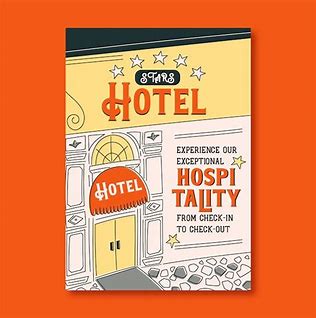 STARS
HOTEL
EXPERIENCE OUR
EXCEPTIONAL
HOSPI
TALITY
FROM CHECK-IN
TO CHECK-OUT
HOTEL